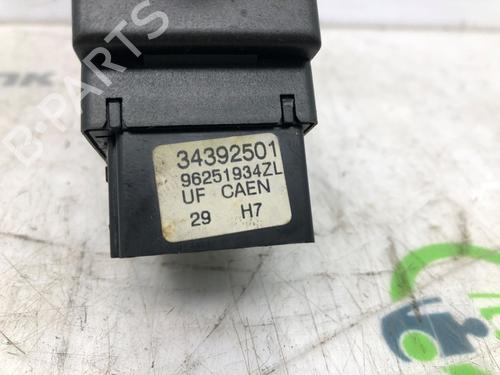 34392501
96251934ZL
UF CAEN
29 H7
B-PARTS